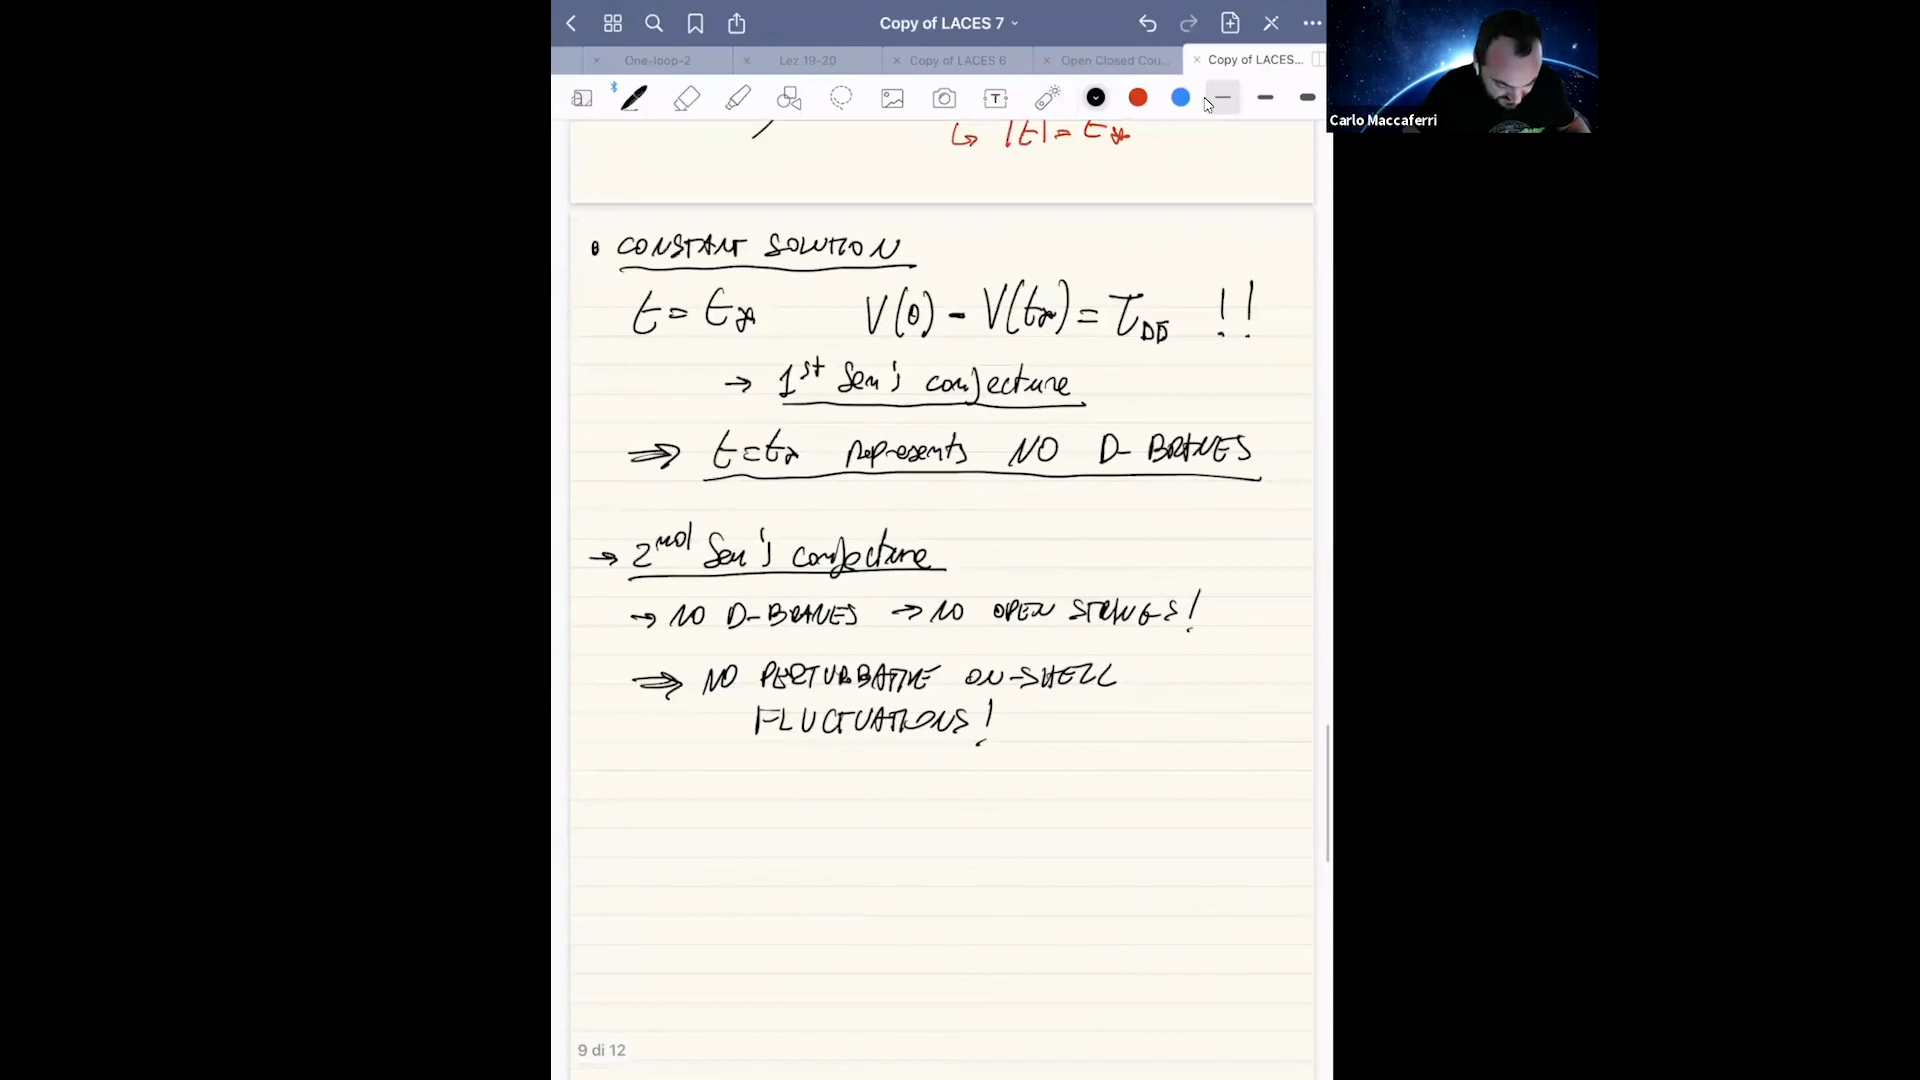 Copy of LACES 7
One-loop-2
Lez 19-20
Copy of LACES 6
Open Closed Cou...
Copy of LACES...
Carlo Maccaferri
↳ |t| = t*
• CONSTANT SOLUTION
t = t* V(0) - V(t*) = τ_DD̄ !!
→ 1st Sen's conjecture
⇒ t=t* represents NO D-BRANES
→ 2nd Sen's conjecture
→ NO D-BRANES → NO OPEN STRINGS!
⇒ NO PERTURBATIVE ON-SHELL
FLUCTUATIONS!
9 di 12